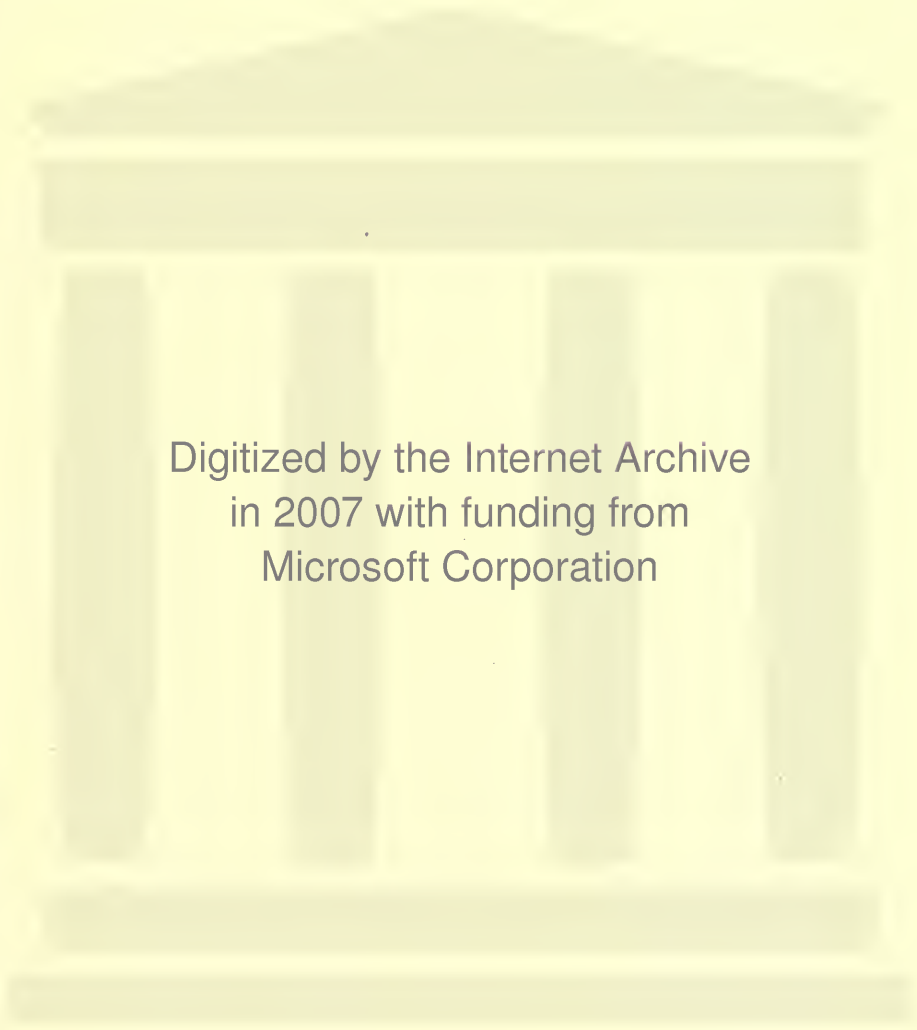 Digitized by the Internet Archive
in 2007 with funding from
Microsoft Corporation